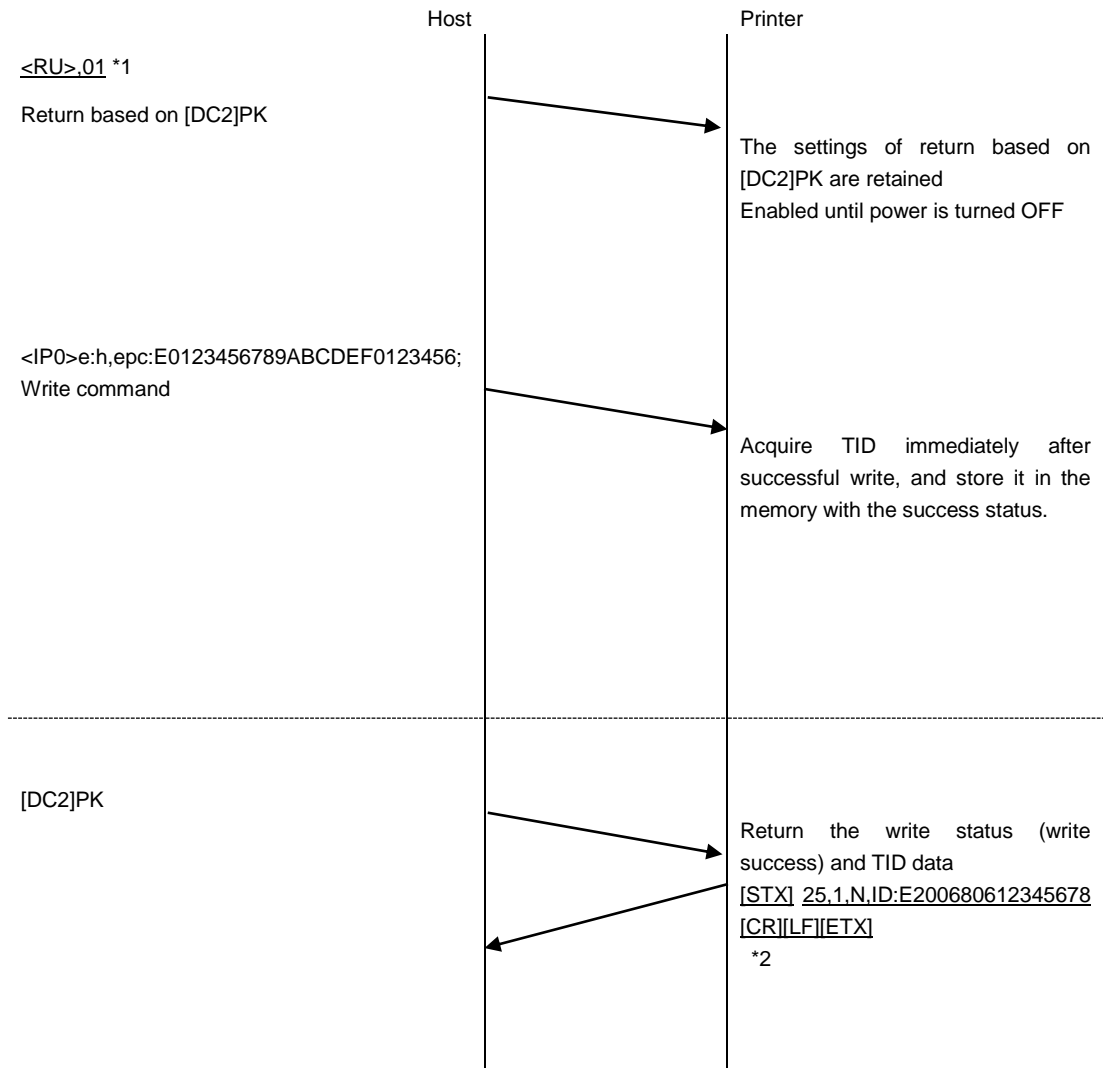 Host
Printer
<RU>,01 *1
Return based on [DC2]PK
The settings of return based on
[DC2]PK are retained
Enabled until power is turned OFF
<IP0>e:h,epc:E0123456789ABCDEF0123456;
Write command
Acquire TID immediately after
successful write, and store it in the
memory with the success status.
[DC2]PK
Return the write status (write
success) and TID data
[STX] 25,1,N,ID:E200680612345678
[CR][LF][ETX]
*2